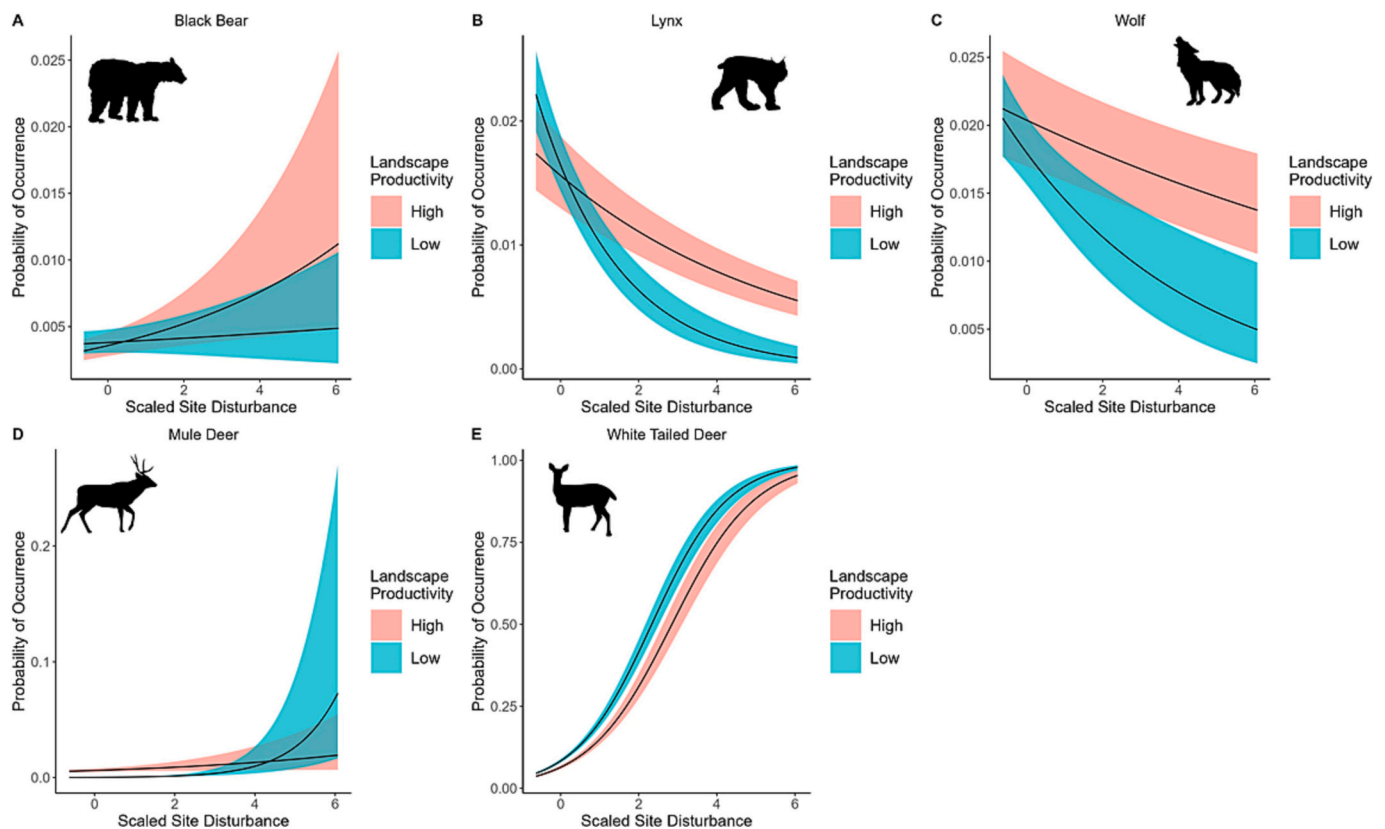 A
Black Bear
Probability of Occurrence
0.025
0.020
0.015
0.010
0.005
0
2
4
6
Scaled Site Disturbance
Landscape
Productivity
High
Low
B
Lynx
Probability of Occurrence
0.02
0.01
0.00
0
2
4
6
Scaled Site Disturbance
Landscape
Productivity
High
Low
C
Wolf
Probability of Occurrence
0.025
0.020
0.015
0.010
0.005
0
2
4
6
Scaled Site Disturbance
Landscape
Productivity
High
Low
D
Mule Deer
Probability of Occurrence
0.2
0.1
0.0
0
2
4
6
Scaled Site Disturbance
Landscape
Productivity
High
Low
E
White Tailed Deer
Probability of Occurrence
1.00
0.75
0.50
0.25
0.00
0
2
4
6
Scaled Site Disturbance
Landscape
Productivity
High
Low